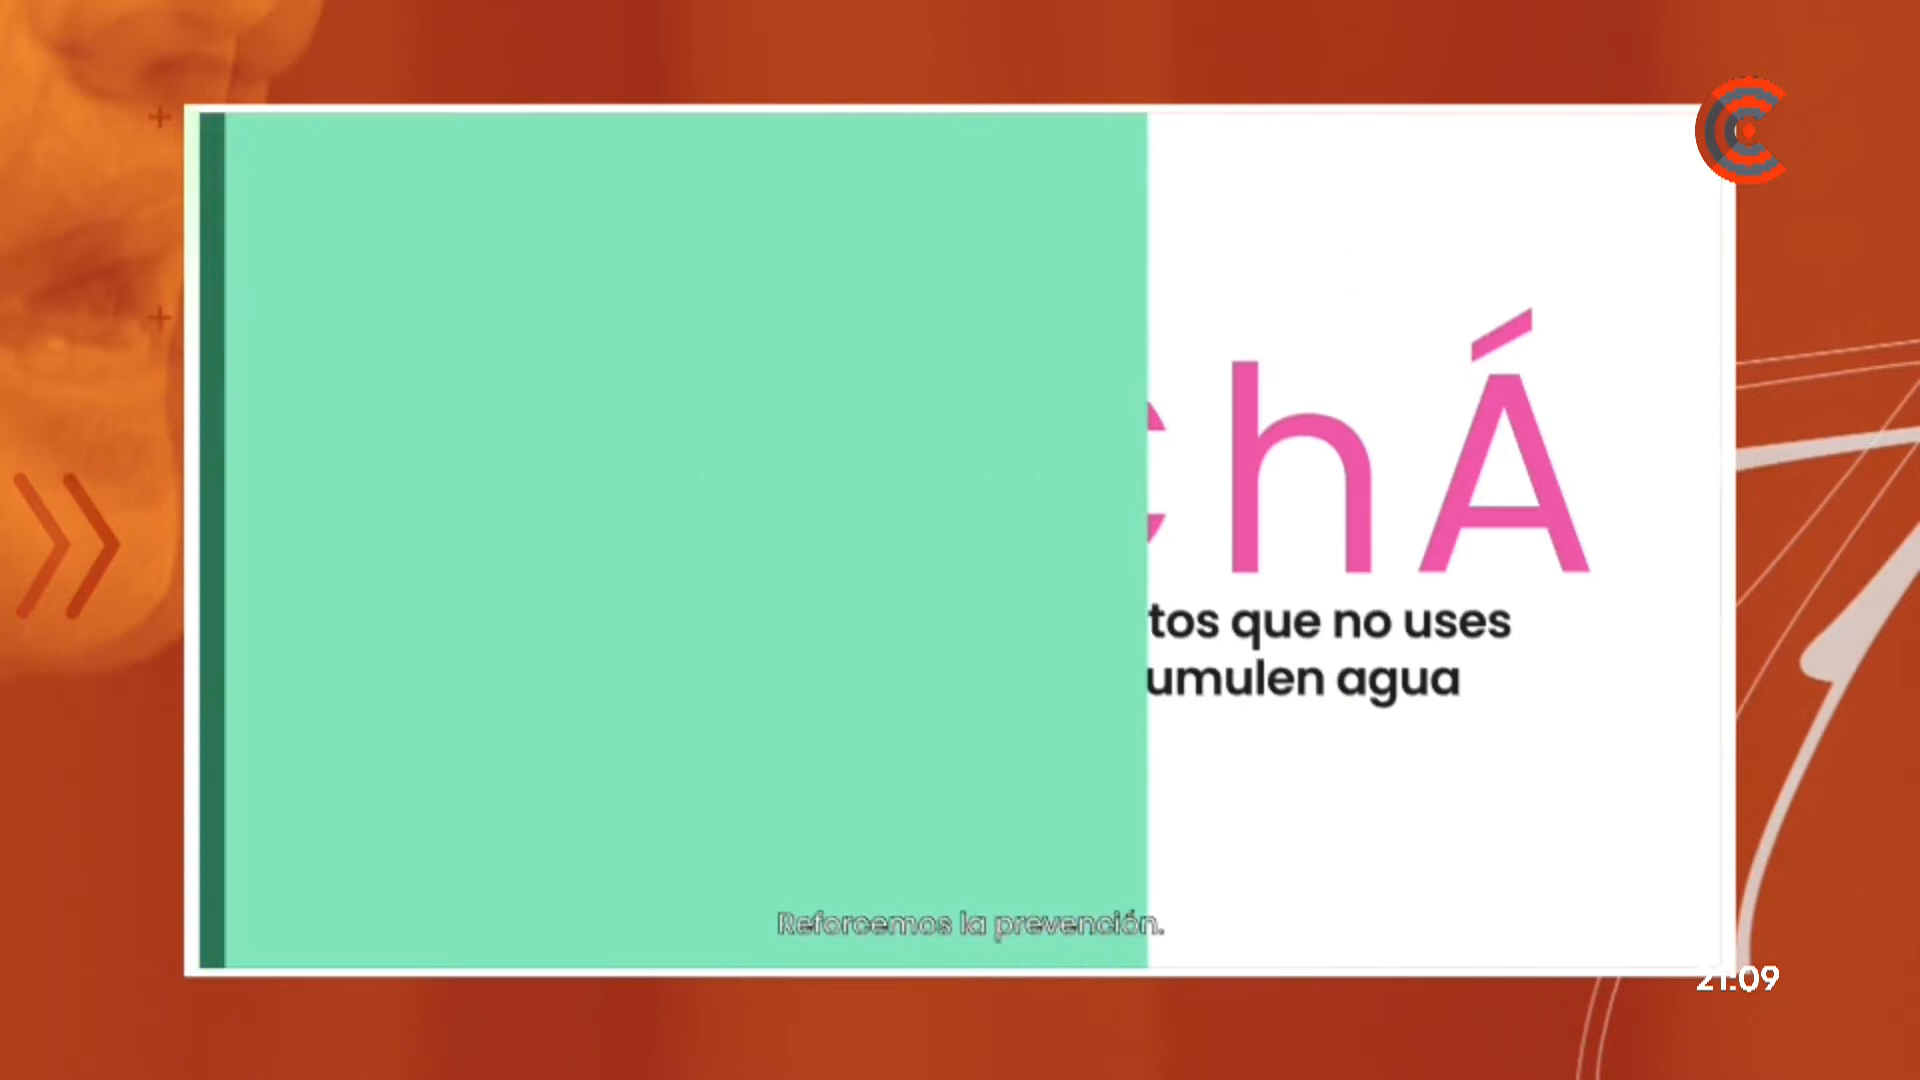 chÁ
tos que no uses
umulen agua
Reforcemos la prevención.
21:09